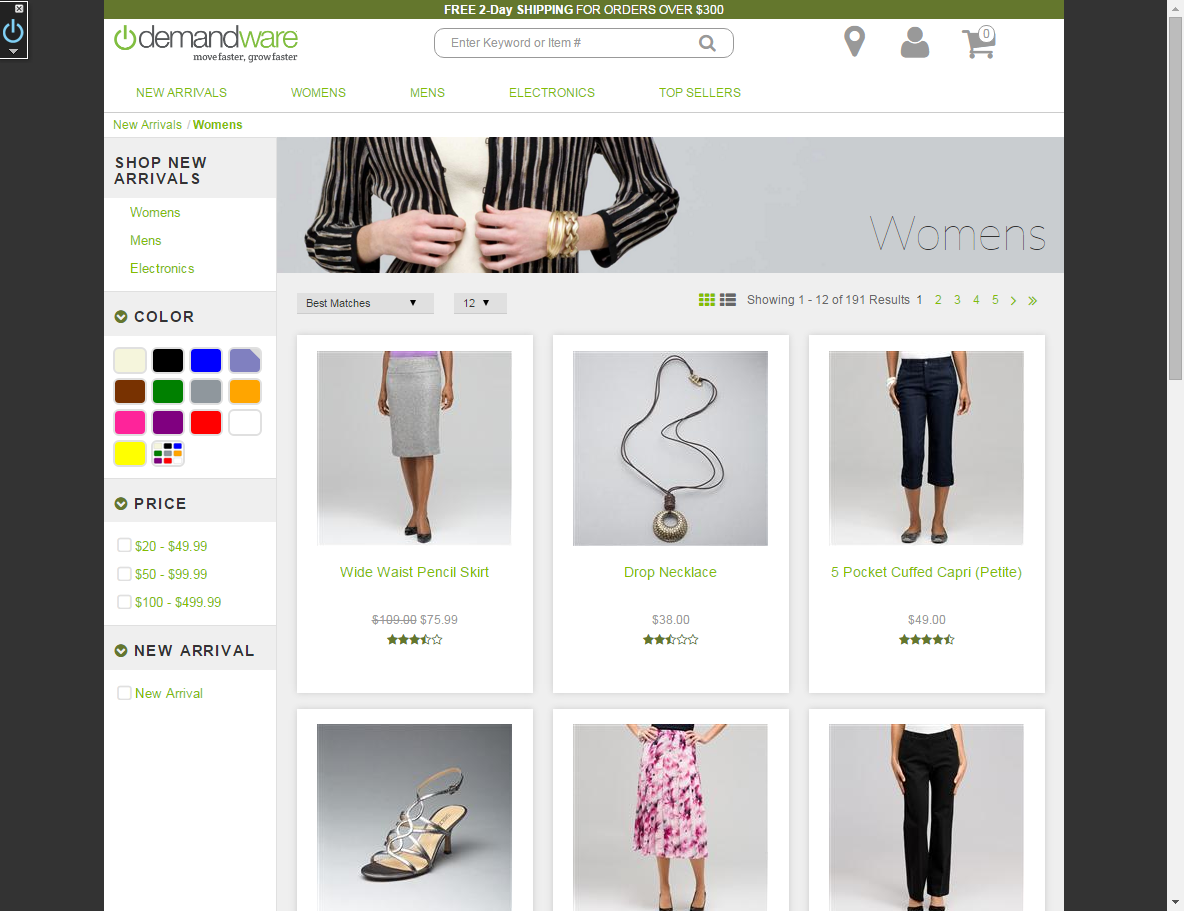 FREE 2-Day SHIPPING FOR ORDERS OVER $300
demandware
move faster, grow faster
Enter Keyword or Item #
0
NEW ARRIVALS WOMENS MENS ELECTRONICS TOP SELLERS
New Arrivals / Womens
SHOP NEW
ARRIVALS
Womens
Mens
Electronics
COLOR
PRICE
$20 - $49.99
$50 - $99.99
$100 - $499.99
NEW ARRIVAL
New Arrival
Womens
Best Matches
12
Showing 1 - 12 of 191 Results 1 2 3 4 5 > »
Wide Waist Pencil Skirt
$109.00 $75.99
Drop Necklace
$38.00
5 Pocket Cuffed Capri (Petite)
$49.00